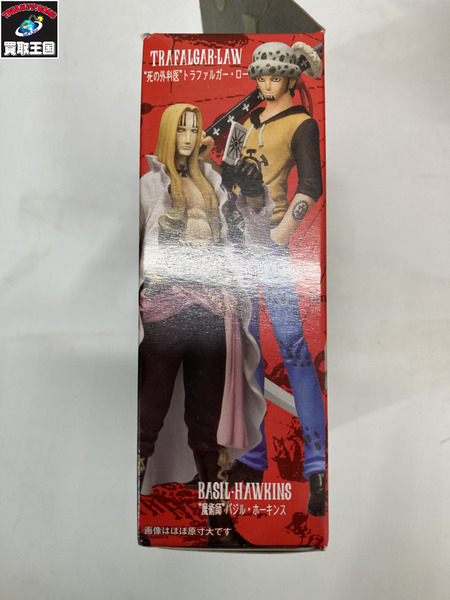 TREASURE KINGDOM
買取王国
TRAFALGAR・LAW
"死の外科医"トラファルガー・ロー
BASIL・HAWKINS
"魔術師"バジル・ホーキンス
画像はほぼ原寸大です